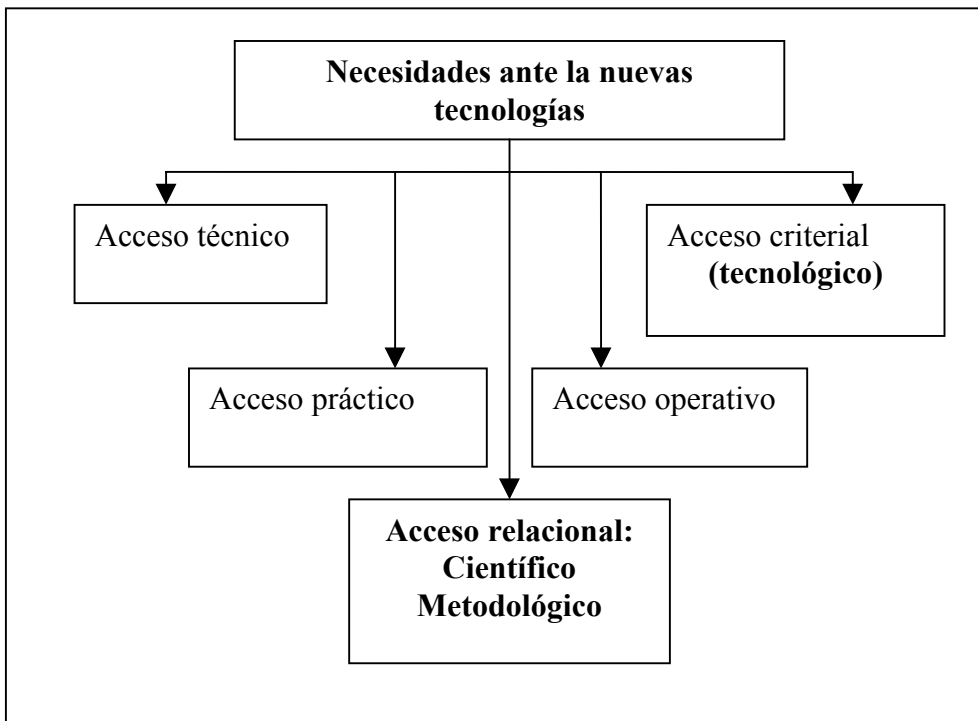 Necesidades ante la nuevas
tecnologías
Acceso técnico
Acceso criterial
(tecnológico)
Acceso práctico
Acceso operativo
Acceso relacional:
Científico
Metodológico